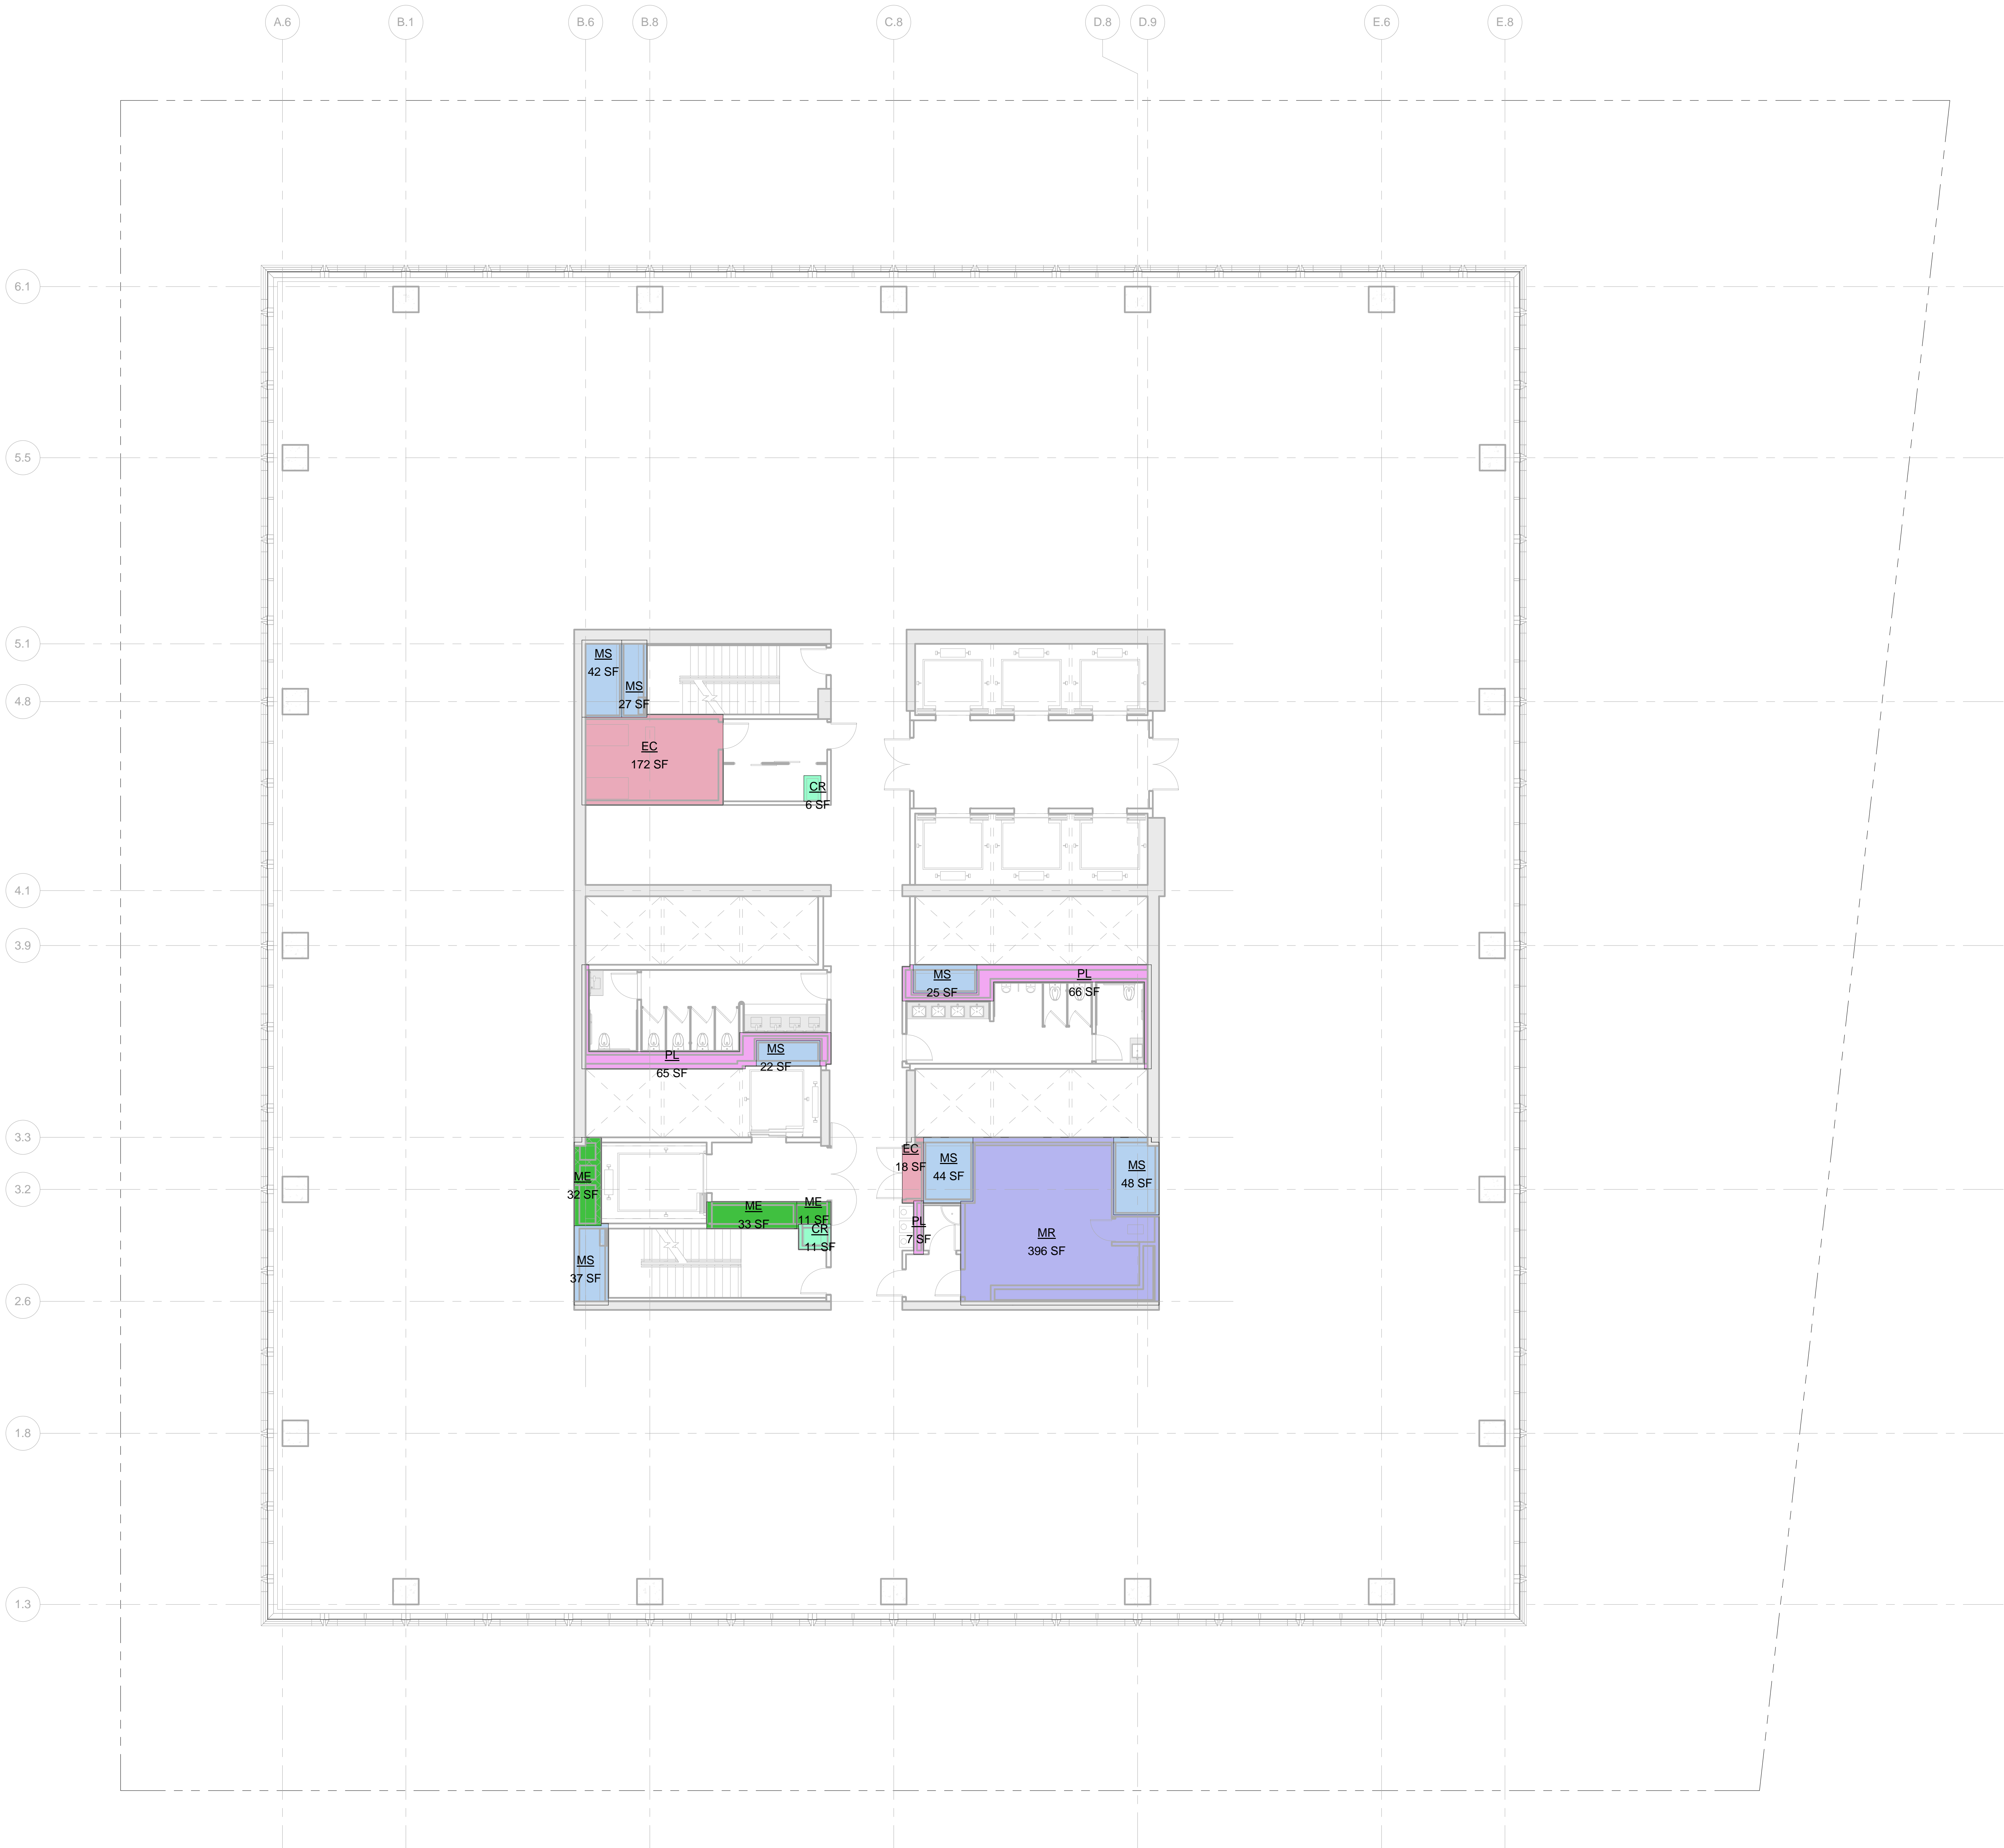 A.6
B.1
B.6
B.8
C.8
D.8
D.9
E.6
E.8
6.1
5.5
5.1
4.8
4.1
3.9
3.3
3.2
2.6
1.8
1.3
MS
42 SF
MS
27 SF
EC
172 SF
CR
6 SF
MS
25 SF
PL
66 SF
PL
65 SF
MS
22 SF
ME
32 SF
ME
33 SF
ME
11 SF
CR
11 SF
MS
37 SF
EC
18 SF
MS
44 SF
MS
48 SF
PL
7 SF
MR
396 SF